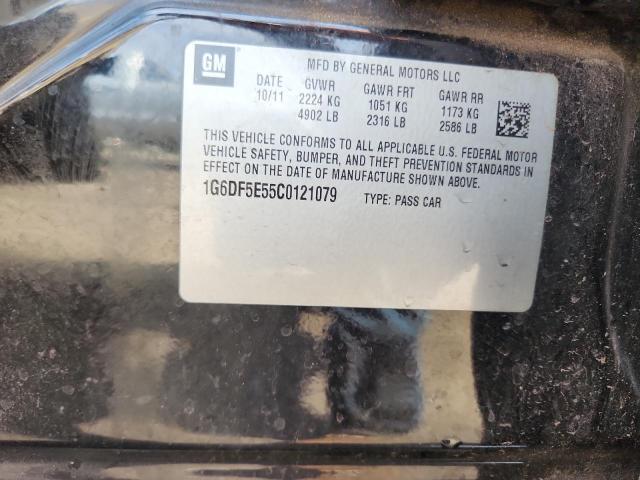 GM
MFD BY GENERAL MOTORS LLC
DATE GVWR GAWR FRT GAWR RR
10/11 2224 KG 1051 KG 1173 KG
4902 LB 2316 LB 2586 LB
THIS VEHICLE CONFORMS TO ALL APPLICABLE U.S. FEDERAL MOTOR
VEHICLE SAFETY, BUMPER, AND THEFT PREVENTION STANDARDS IN
EFFECT ON THE DATE OF MANUFACTURE SHOWN ABOVE.
1G6DF5E55C0121079 TYPE: PASS CAR